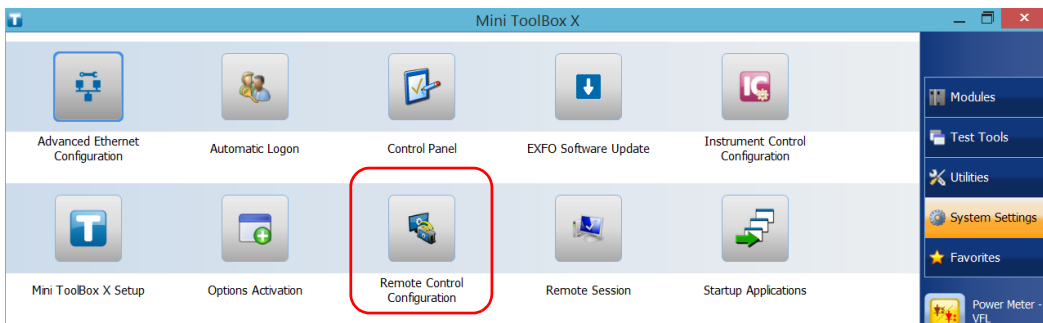 Mini ToolBox X
Advanced Ethernet
Configuration
Automatic Logon
Control Panel
EXFO Software Update
Instrument Control
Configuration
Mini ToolBox X Setup
Options Activation
Remote Control
Configuration
Remote Session
Startup Applications
Modules
Test Tools
Utilities
System Settings
Favorites
Power Meter -
VFL